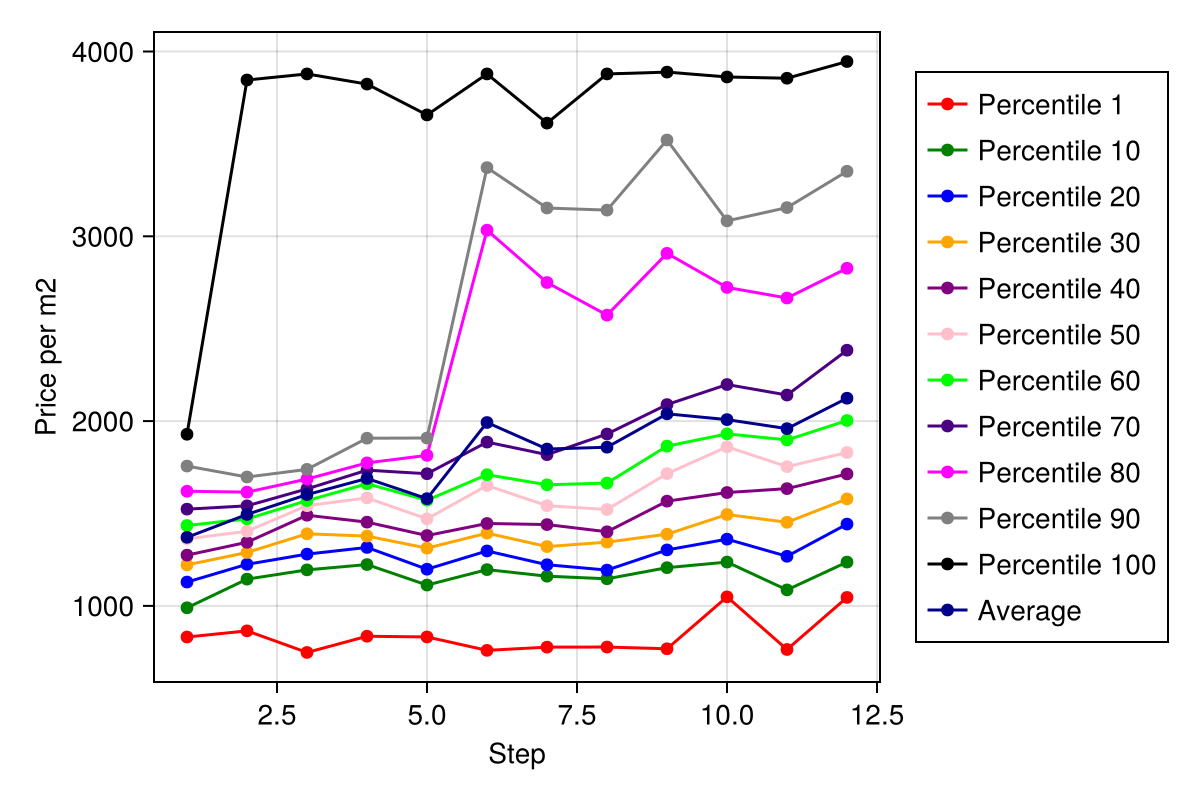 4000
3000
2000
1000
Price per m2
2.5
5.0
7.5
10.0
12.5
Step
Percentile 1
Percentile 10
Percentile 20
Percentile 30
Percentile 40
Percentile 50
Percentile 60
Percentile 70
Percentile 80
Percentile 90
Percentile 100
Average